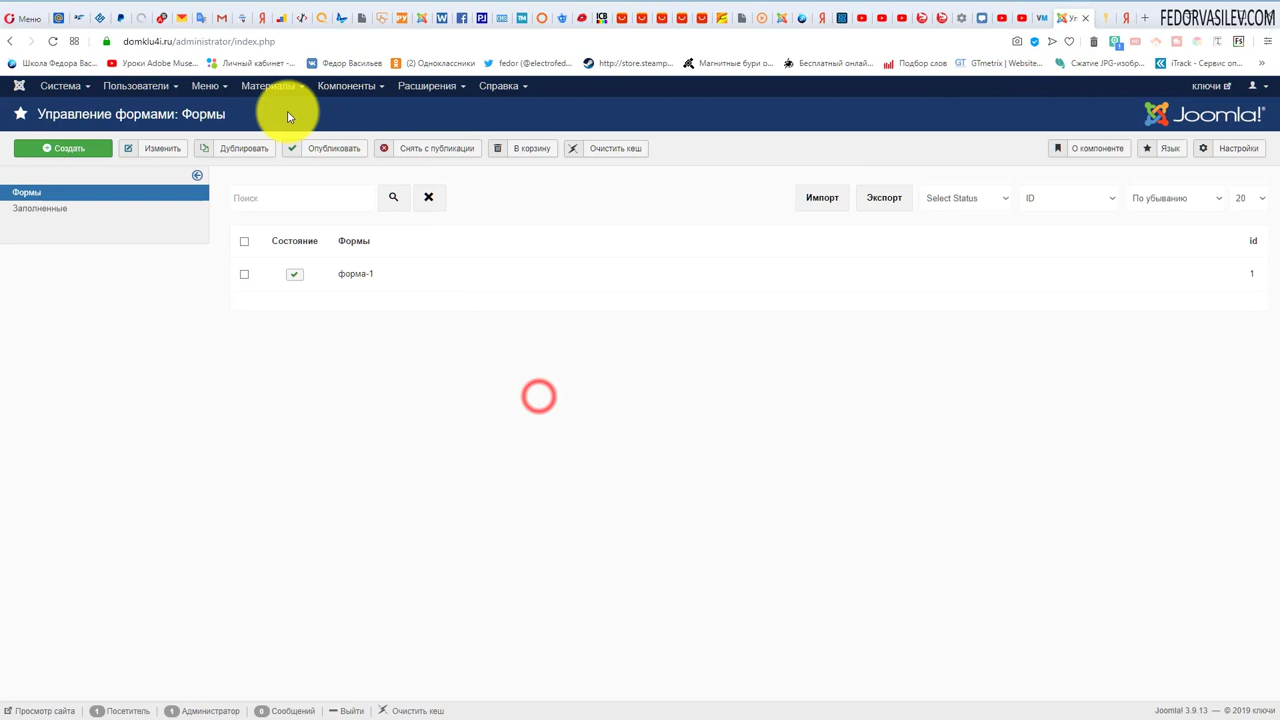 Меню
FEDORVASILEV.COM
domklu4i.ru/administrator/index.php
Школа Федора Вас...
Уроки Adobe Muse...
Личный кабинет -...
Федор Васильев
(2) Одноклассники
fedor (@electrofed...
http://store.steamp...
Магнитные бури о...
Бесплатный онлай...
Подбор слов
GTmetrix | Website...
Сжатие JPG-изобр...
iTrack - Сервис оп...
Система
Пользователи
Меню
Материалы
Компоненты
Расширения
Справка
ключи
Управление формами: Формы
Joomla!
Создать
Изменить
Дублировать
Опубликовать
Снять с публикации
В корзину
Очистить кеш
О компоненте
Язык
Настройки
Формы
Заполненные
Поиск
Импорт
Экспорт
Select Status
ID
По убыванию
20
Состояние
Формы
id
форма-1
1
Просмотр сайта
1 Посетитель
1 Администратор
0 Сообщений
Выйти
Очистить кеш
Joomla! 3.9.13 — © 2019 ключи